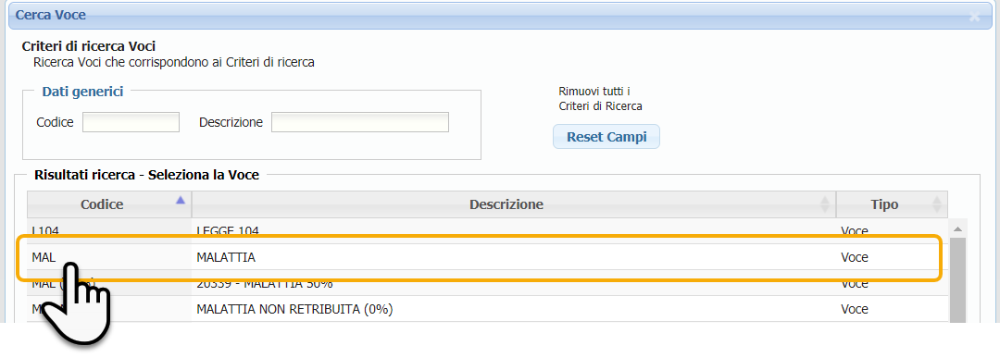 Cerca Voce
Criteri di ricerca Voci
Ricerca Voci che corrispondono ai Criteri di ricerca
Dati generici
Codice Descrizione
Rimuovi tutti i
Criteri di Ricerca
Reset Campi
Risultati ricerca - Seleziona la Voce
Codice Descrizione Tipo
L104 LEGGE 104 Voce
MAL MALATTIA Voce
MAL 20339 - MALATTIA 50% Voce
MALATTIA NON RETRIBUITA (0%) Voce